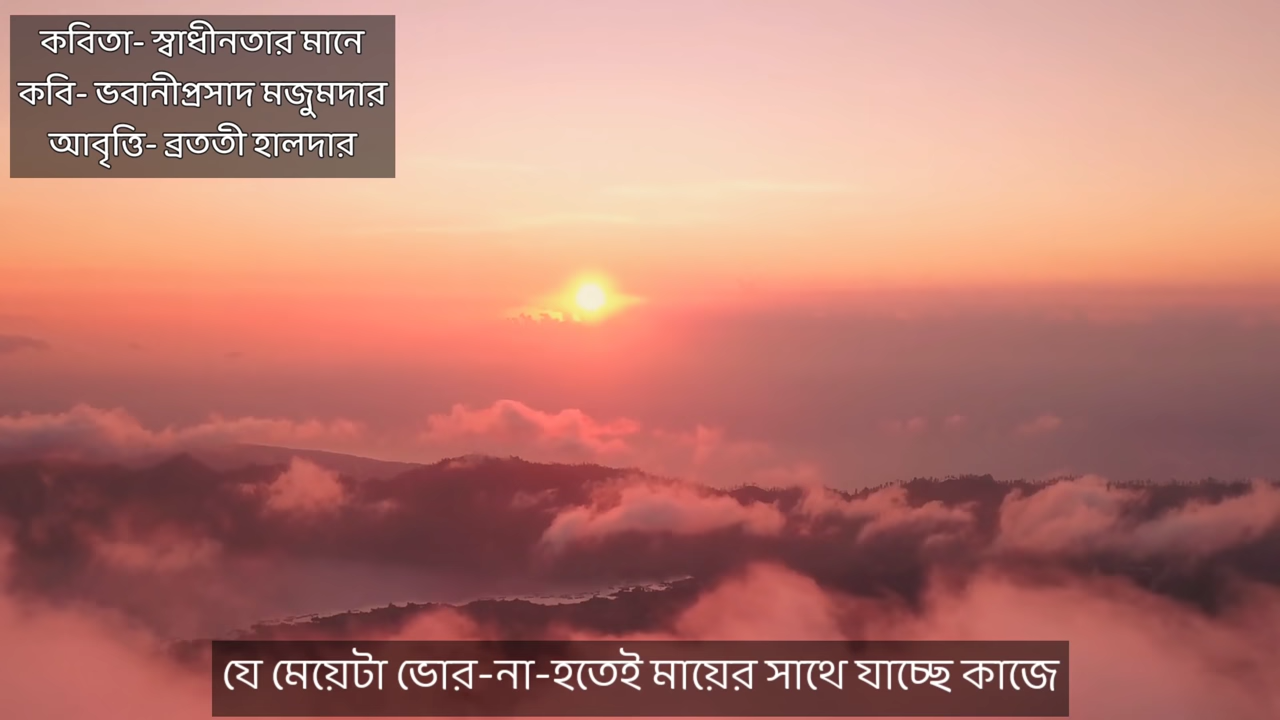 কবিতা- স্বাধীনতার মানে
কবি- ভবানীপ্রসাদ মজুমদার
আবৃত্তি- ব্রততী হালদার
যে মেয়েটা ভোর-না-হতেই মায়ের সাথে যাচ্ছে কাজে